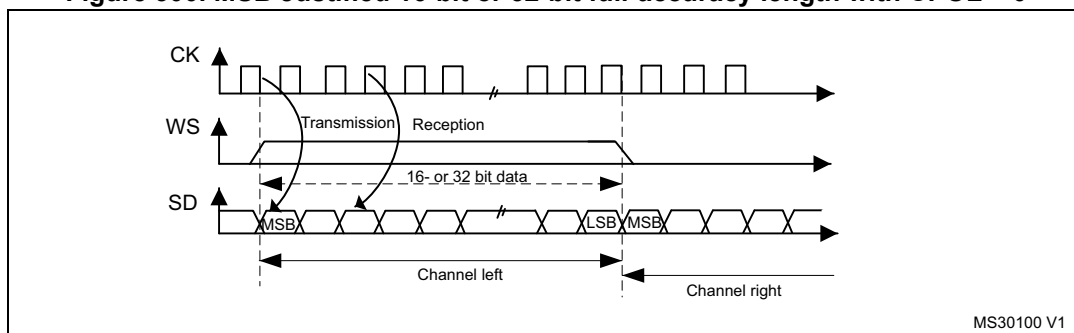 Figure MSB Justified 16-bit or 32-bit full-accuracy length with CPOL = 0
CK
WS
Transmission
Reception
16- or 32 bit data
SD
MSB
LSB
MSB
Channel left
Channel right
MS30100 V1